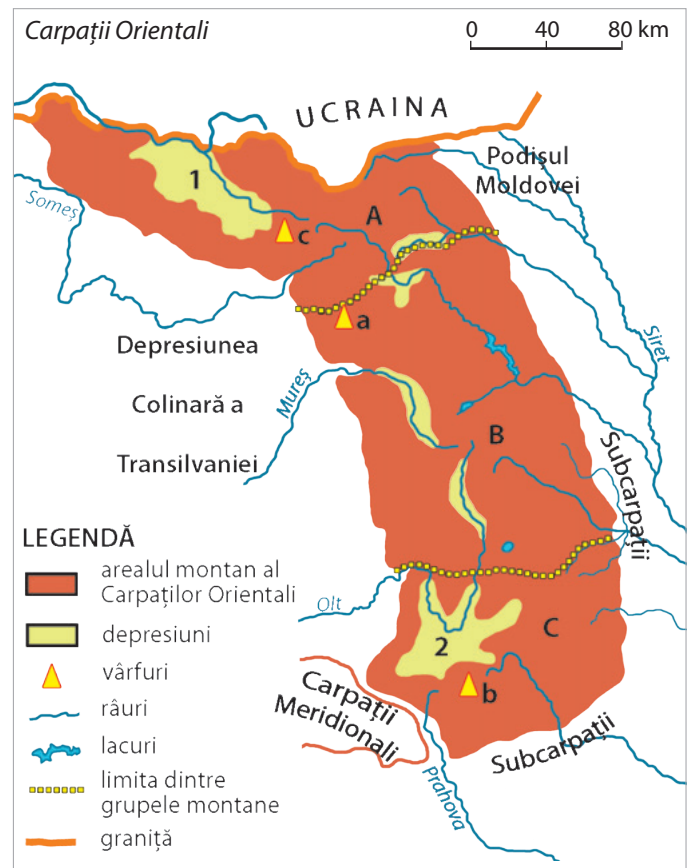 Carpații Orientali
0 40 80 km
UCRAINA
Podișul
Moldovei
1
Someș
A
c
a
Depresiunea
Colinară a
Transilvaniei
Siret
Mureș
B
Subcarpații
LEGENDĂ
arealul montan al
Carpaților Orientali
depresiuni
vârfuri
râuri
lacuri
limita dintre
grupele montane
graniță
Olt
2
C
b
Carpații
Meridionali
Subcarpații
Prahova